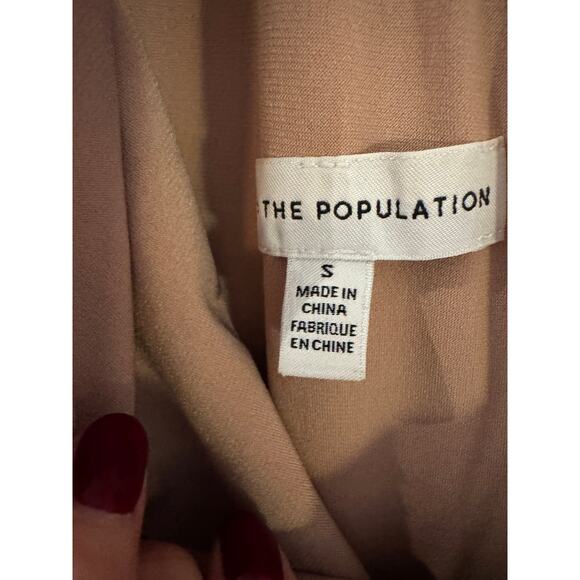 THE POPULATION
S
MADE IN
CHINA
FABRIQUE
EN CHINE